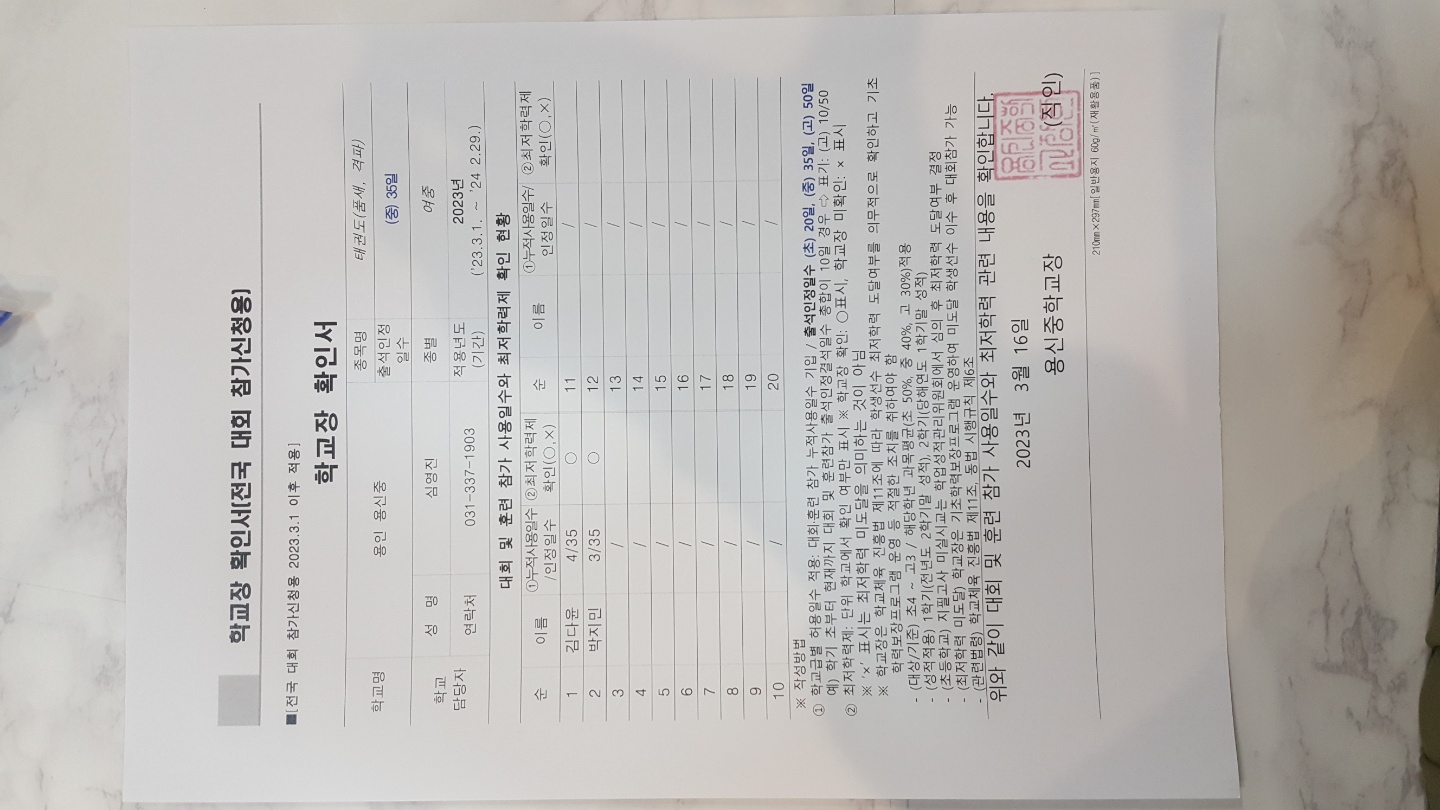 학교장 확인서(전국 대회 참가신청용)
■[전국 대회 참가신청용 2023.3.1 이후 적용]
학교장 확인서
학교명 용인 용신중 종목명 태권도(품새, 격파)
출석인정 일수 (중) 35일
학교 담당자 성 명 심영진 종별 여중
연락처 031-337-1903 적용년도 (기간) 2023년 ('23.3.1. ~ '24 2.29.)
대회 및 훈련 참가 사용일수와 최저학력제 확인 현황
순 이름 ①누적사용일수 /인정일수 ②최저학력제 확인(○,×) 순 이름 ①누적사용일수/ 인정일수 ②최저학력제 확인(○,×)
1 김다윤 4/35 ○ 11 /
2 박지민 3/35 ○ 12 /
3 / 13 /
4 / 14 /
5 / 15 /
6 / 16 /
7 / 17 /
8 / 18 /
9 / 19 /
10 / 20 /
※ 작성방법
① 학교급별 허용일수 적용: 대회·훈련 참가 누적사용일수 기입 / 출석인정일수 (초) 20일, (중) 35일, (고) 50일
예) 학기 초부터 현재까지 대회 및 훈련참가 출석인정결석일수 총합이 10일 경우 ⇨ 표기: (고) 10/50
② 최저학력제: 단위 학교에서 확인 여부만 표시 ※ 학교장 확인: ○표시, 학교장 미확인: × 표시
※ '×' 표시는 최저학력 미도달을 의미하는 것이 아님
※ 학교장은 학교체육 진흥법 제11조에 따라 학생선수 최저학력 도달여부를 의무적으로 확인하고 기초
학력보장프로그램 운영 등 적절한 조치를 취하여야 함
- (대상/기준) 초4 ~ 고3 / 해당학년 과목평균(초 50%, 중 40%, 고 30%)적용
- (성적적용) 1학기(전년도 2학기말 성적), 2학기(당해연도 1학기말 성적)
- (초등학교) 지필고사 미실시교는 학업성적관리위원회에서 심의 후 최저학력 도달여부 결정
- (최저학력 미도달) 학교장은 기초학력보장프로그램 운영하여 미도달 학생선수 이수 후 대회참가 가능
- (관련법령) 학교체육 진흥법 제11조, 동법 시행규칙 제6조
위와 같이 대회 및 훈련 참가 사용일수와 최저학력 관련 내용을 확인합니다.
2023년 3월 16일
용신중학교장 (직인)
210㎜×297㎜[일반용지 60g/㎡(재활용품)]